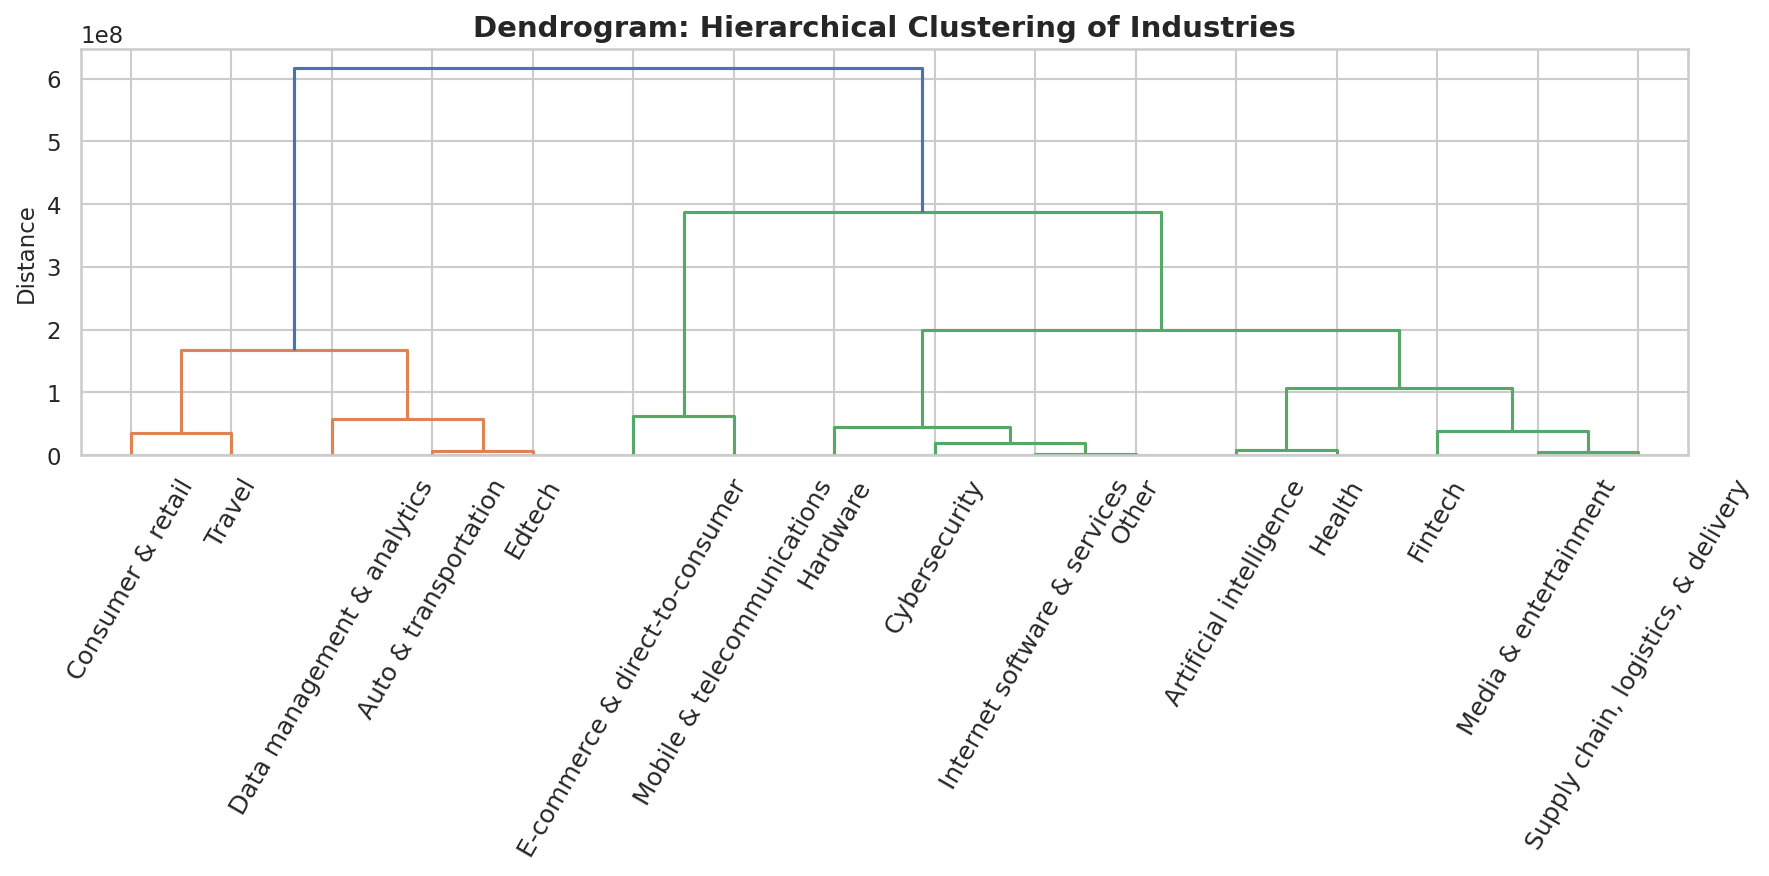 Dendrogram: Hierarchical Clustering of Industries
1e8
6
5
4
3
2
1
0
Distance
Consumer & retail
Travel
Data management & analytics
Auto & transportation
Edtech
E-commerce & direct-to-consumer
Mobile & telecommunications
Hardware
Cybersecurity
Internet software & services
Other
Artificial intelligence
Health
Fintech
Media & entertainment
Supply chain, logistics, & delivery